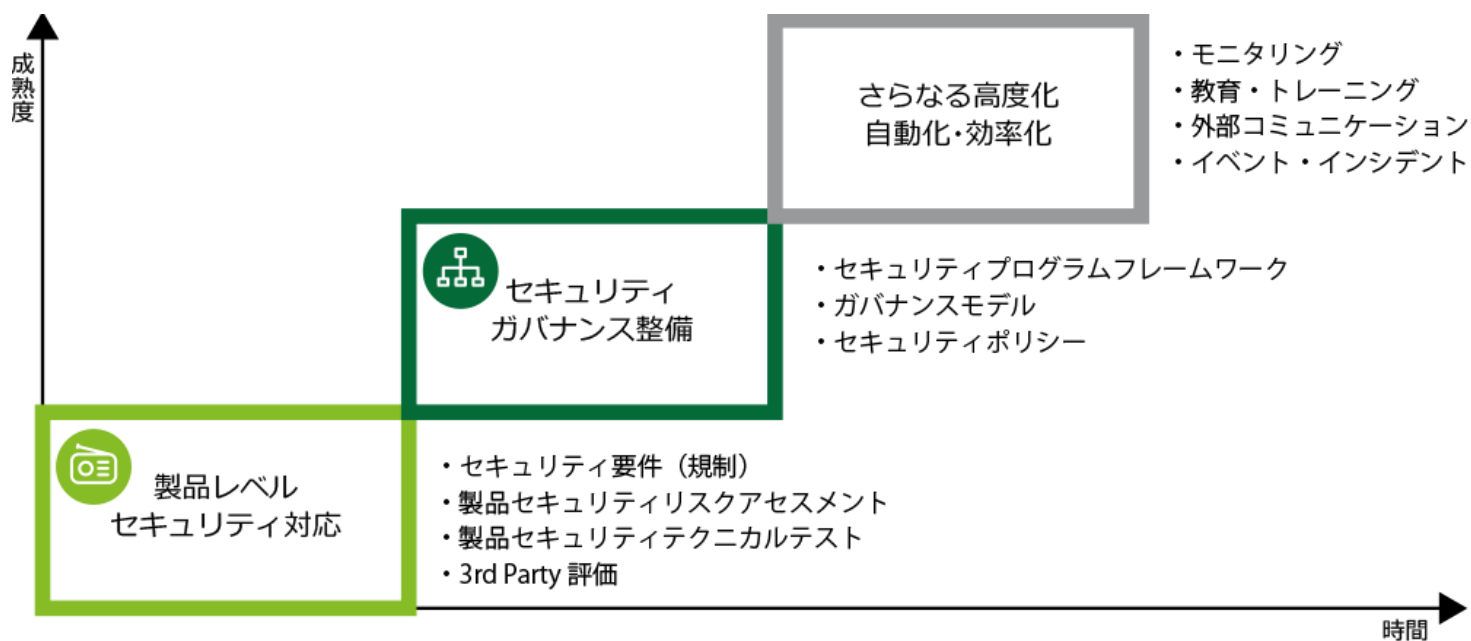 成熟度
さらなる高度化
自動化･効率化
・モニタリング
・教育・トレーニング
・外部コミュニケーション
・イベント・インシデント
セキュリティ
ガバナンス整備
・セキュリティプログラムフレームワーク
・ガバナンスモデル
・セキュリティポリシー
製品レベル
セキュリティ対応
・セキュリティ要件（規制）
・製品セキュリティリスクアセスメント
・製品セキュリティテクニカルテスト
・3rd Party 評価
時間